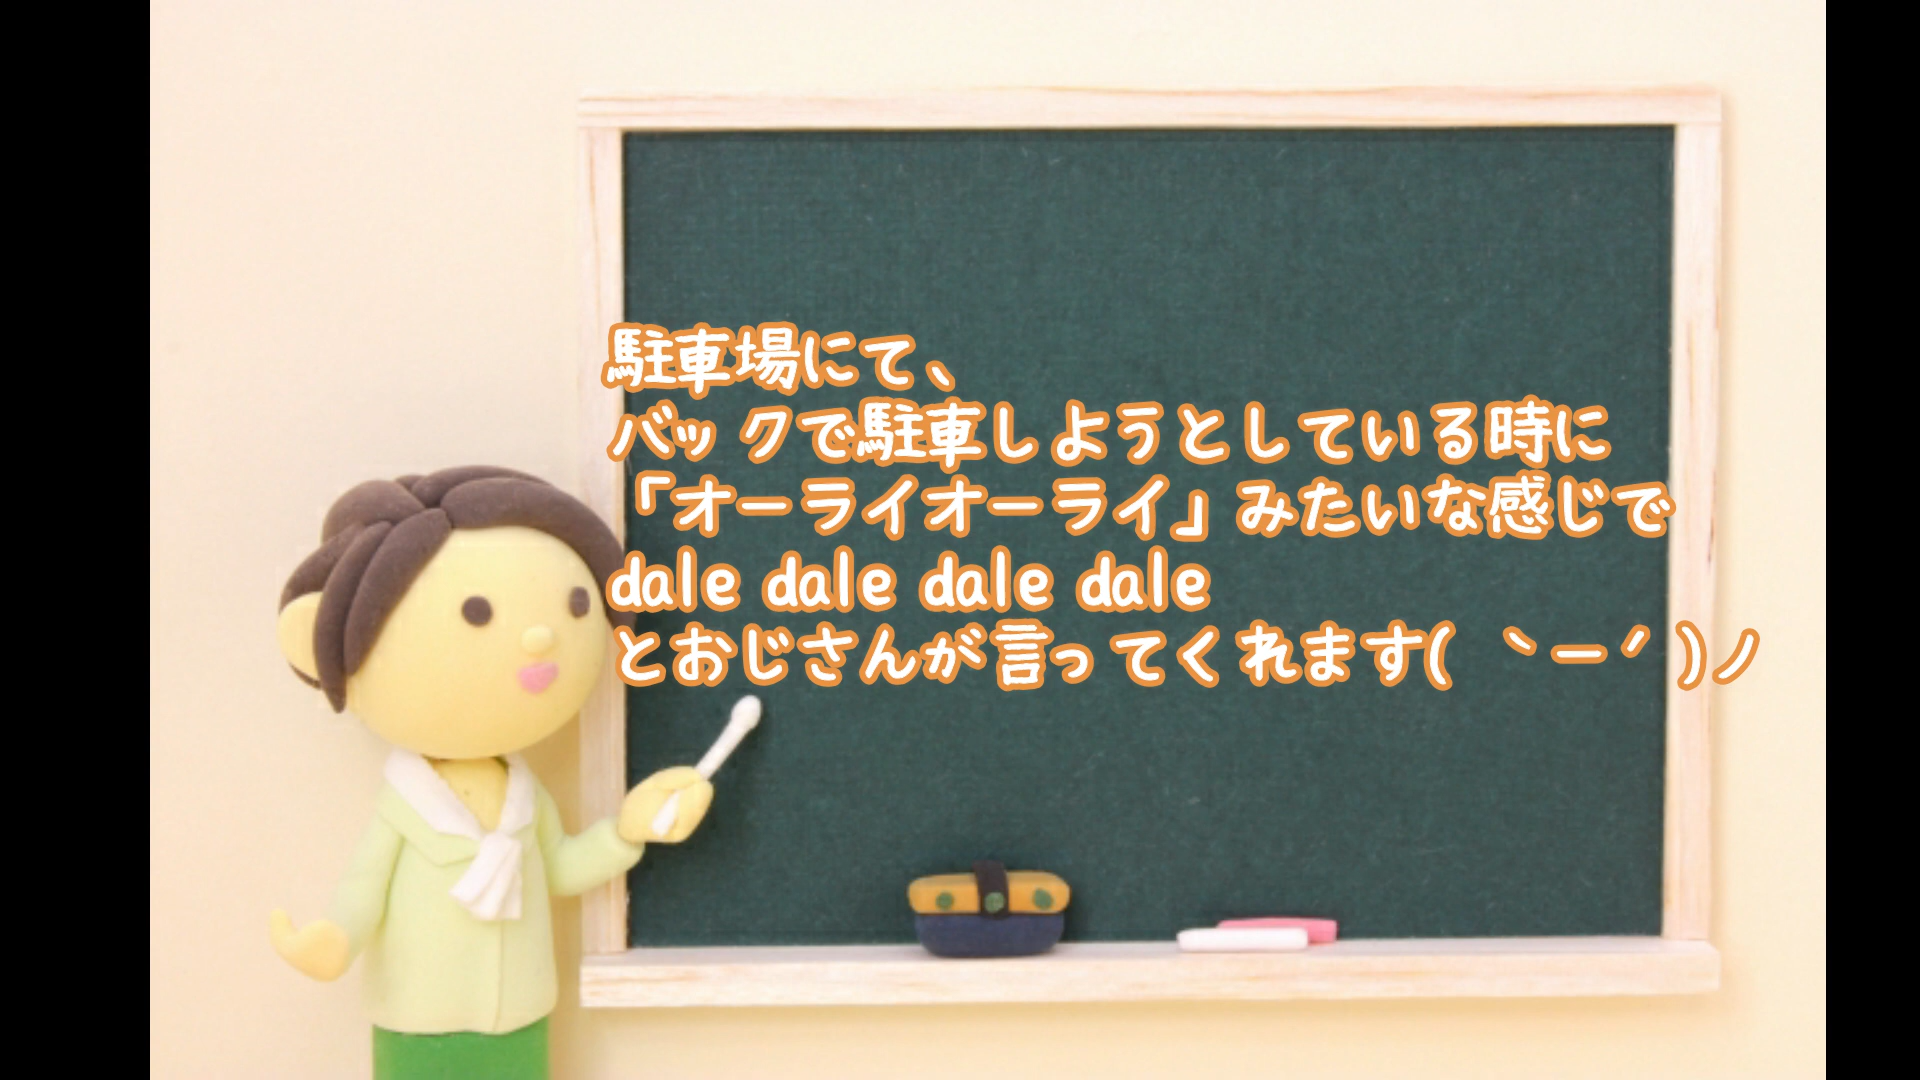 駐車場にて、
バックで駐車しようとしている時に
「オーライオーライ」みたいな感じで
dale dale dale dale
とおじさんが言ってくれます( ｀ー´)ノ